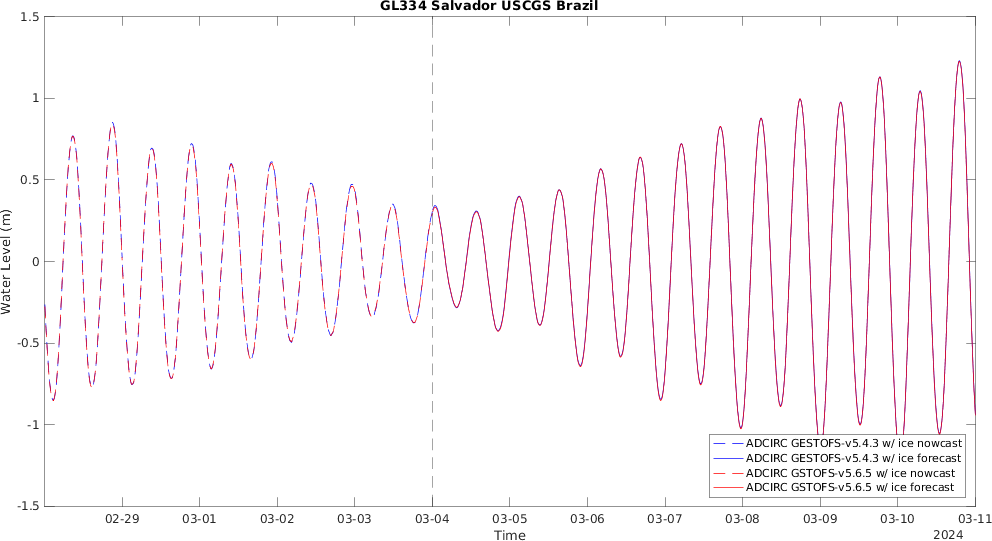 GL334 Salvador USCGS Brazil
1.5
1
0.5
0
-0.5
-1
-1.5
Water Level (m)
ADCIRC GESTOFS-v5.4.3 w/ ice nowcast
ADCIRC GESTOFS-v5.4.3 w/ ice forecast
ADCIRC GSTOFS-v5.6.5 w/ ice nowcast
ADCIRC GSTOFS-v5.6.5 w/ ice forecast
02-29 03-01 03-02 03-03 03-04 03-05 03-06 03-07 03-08 03-09 03-10 03-11
Time
2024